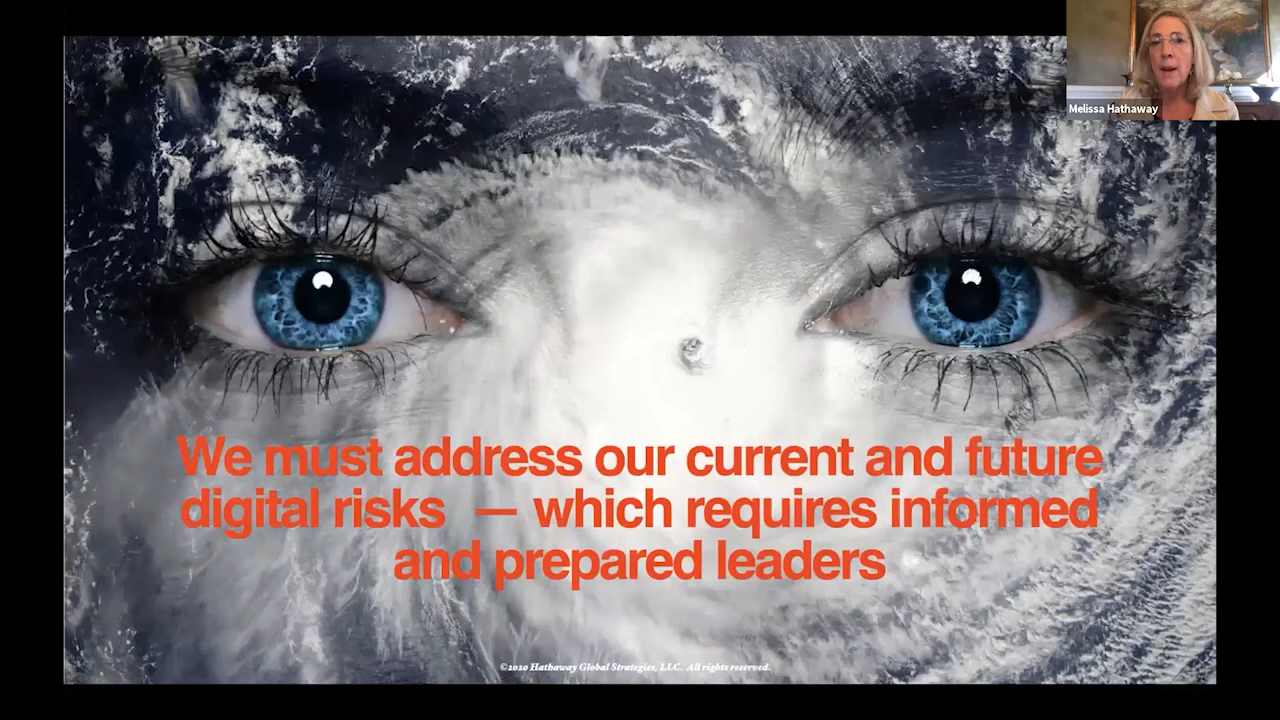 Melissa Hathaway
We must address our current and future
digital risks — which requires informed
and prepared leaders
©2020 Hathaway Global Strategies, LLC. All rights reserved.